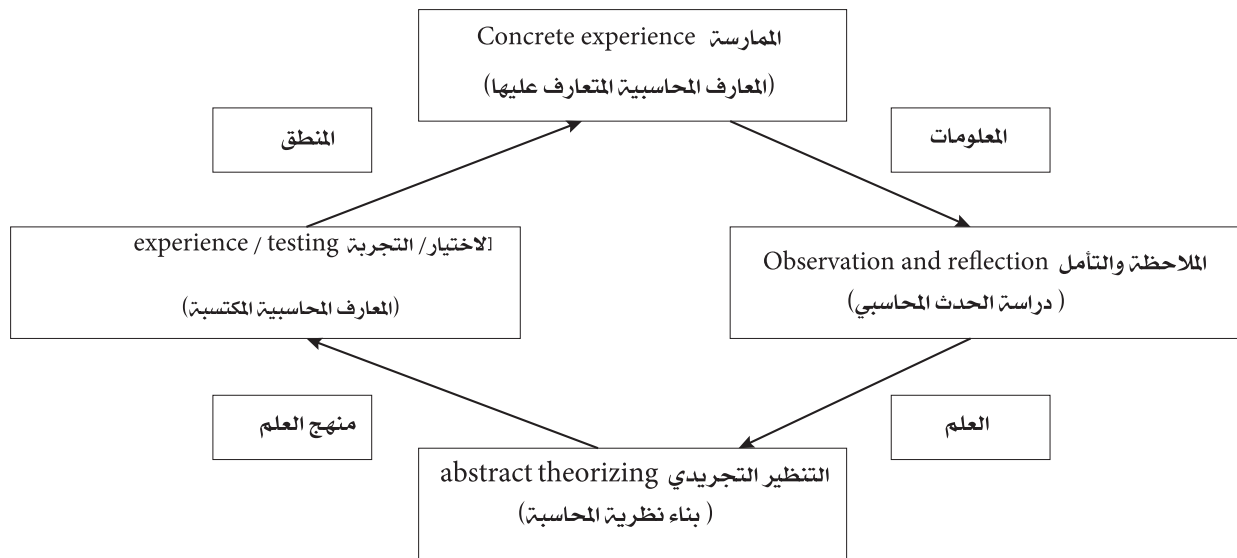 الممارسة Concrete experience
(المعارف المحاسبية المتعارف عليها)
المعلومات
المنطق
الملاحظة والتأمل Observation and reflection
( دراسة الحدث المحاسبي)
الاختيار/ التجربة experience / testing
(المعارف المحاسبية المكتسبة)
العلم
منهج العلم
التنظير التجريدي abstract theorizing
( بناء نظرية المحاسبة)